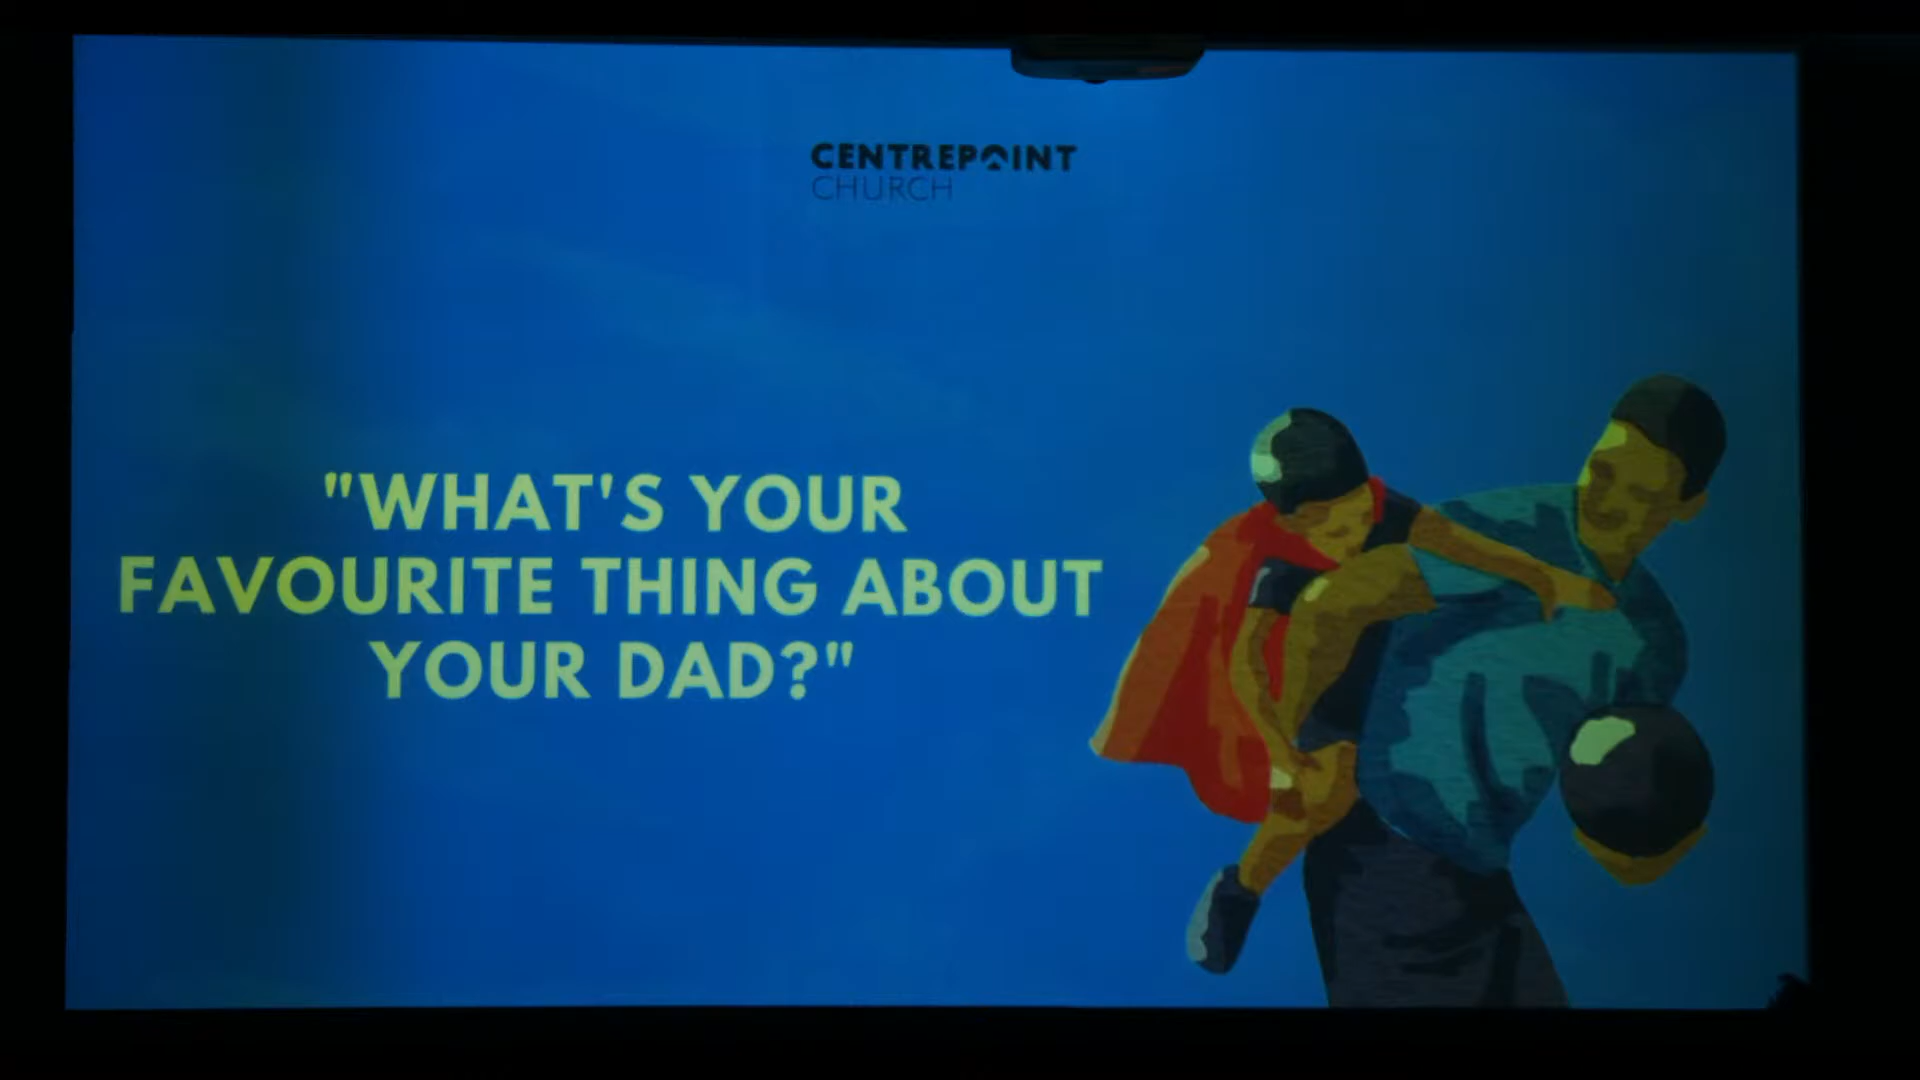 CENTREPOINT
CHURCH
"WHAT'S YOUR
FAVOURITE THING ABOUT
YOUR DAD?"